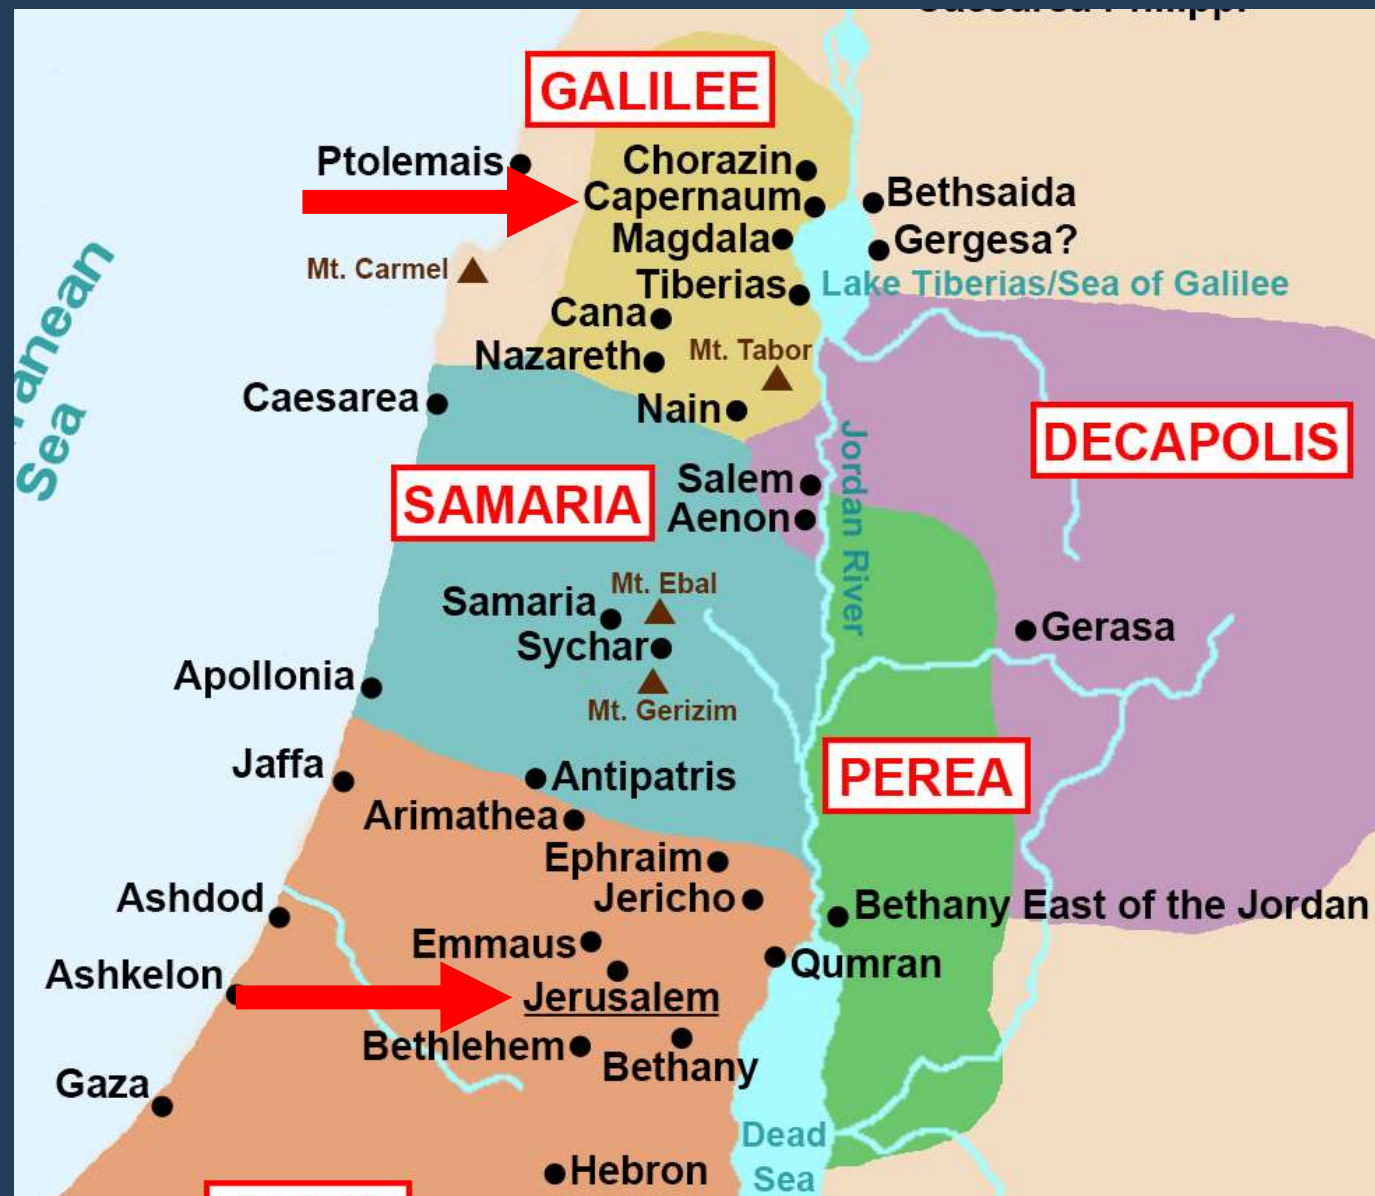 GALILEE
Ptolemais
Chorazin
Capernaum
Bethsaida
Magdala
Gergesa?
Mt. Carmel
Tiberias
Lake Tiberias/Sea of Galilee
Cana
Nazareth
Mt. Tabor
Caesarea
Nain
Sea
DECAPOLIS
Jordan River
SAMARIA
Salem
Aenon
Mt. Ebal
Samaria
Sychar
Gerasa
Apollonia
Mt. Gerizim
Jaffa
Antipatris
PEREA
Arimathea
Ephraim
Ashdod
Jericho
Bethany East of the Jordan
Emmaus
Ashkelon
Qumran
Jerusalem
Bethlehem
Bethany
Gaza
Dead
Sea
Hebron